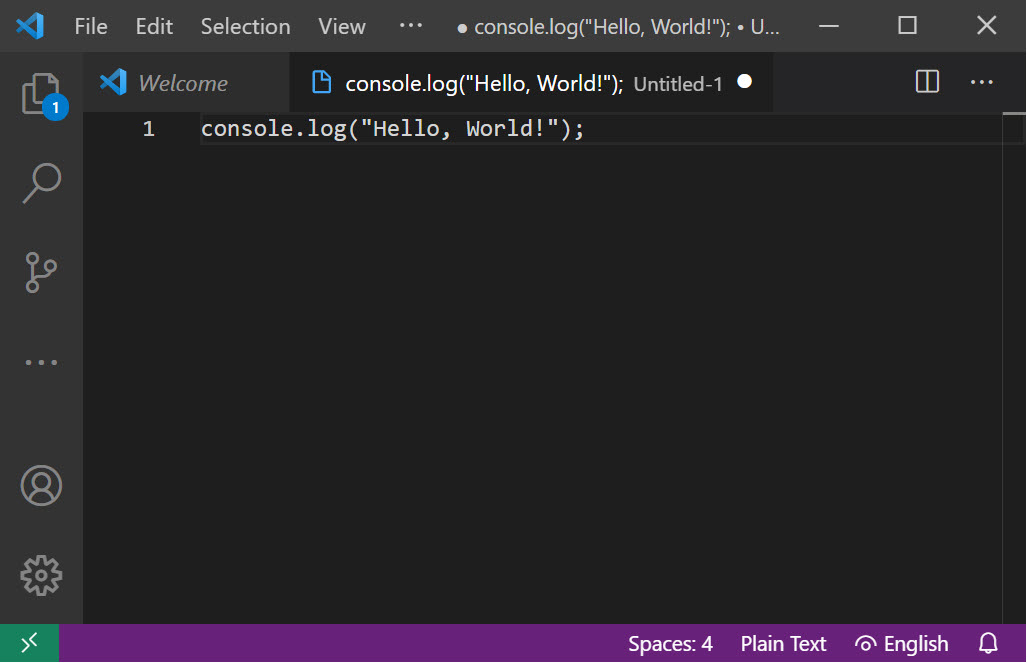 File Edit Selection View ··· ● console.log("Hello, World!"); • U...
1 Welcome console.log("Hello, World!"); Untitled-1 ● ···
1 console.log("Hello, World!");
Spaces: 4 Plain Text English